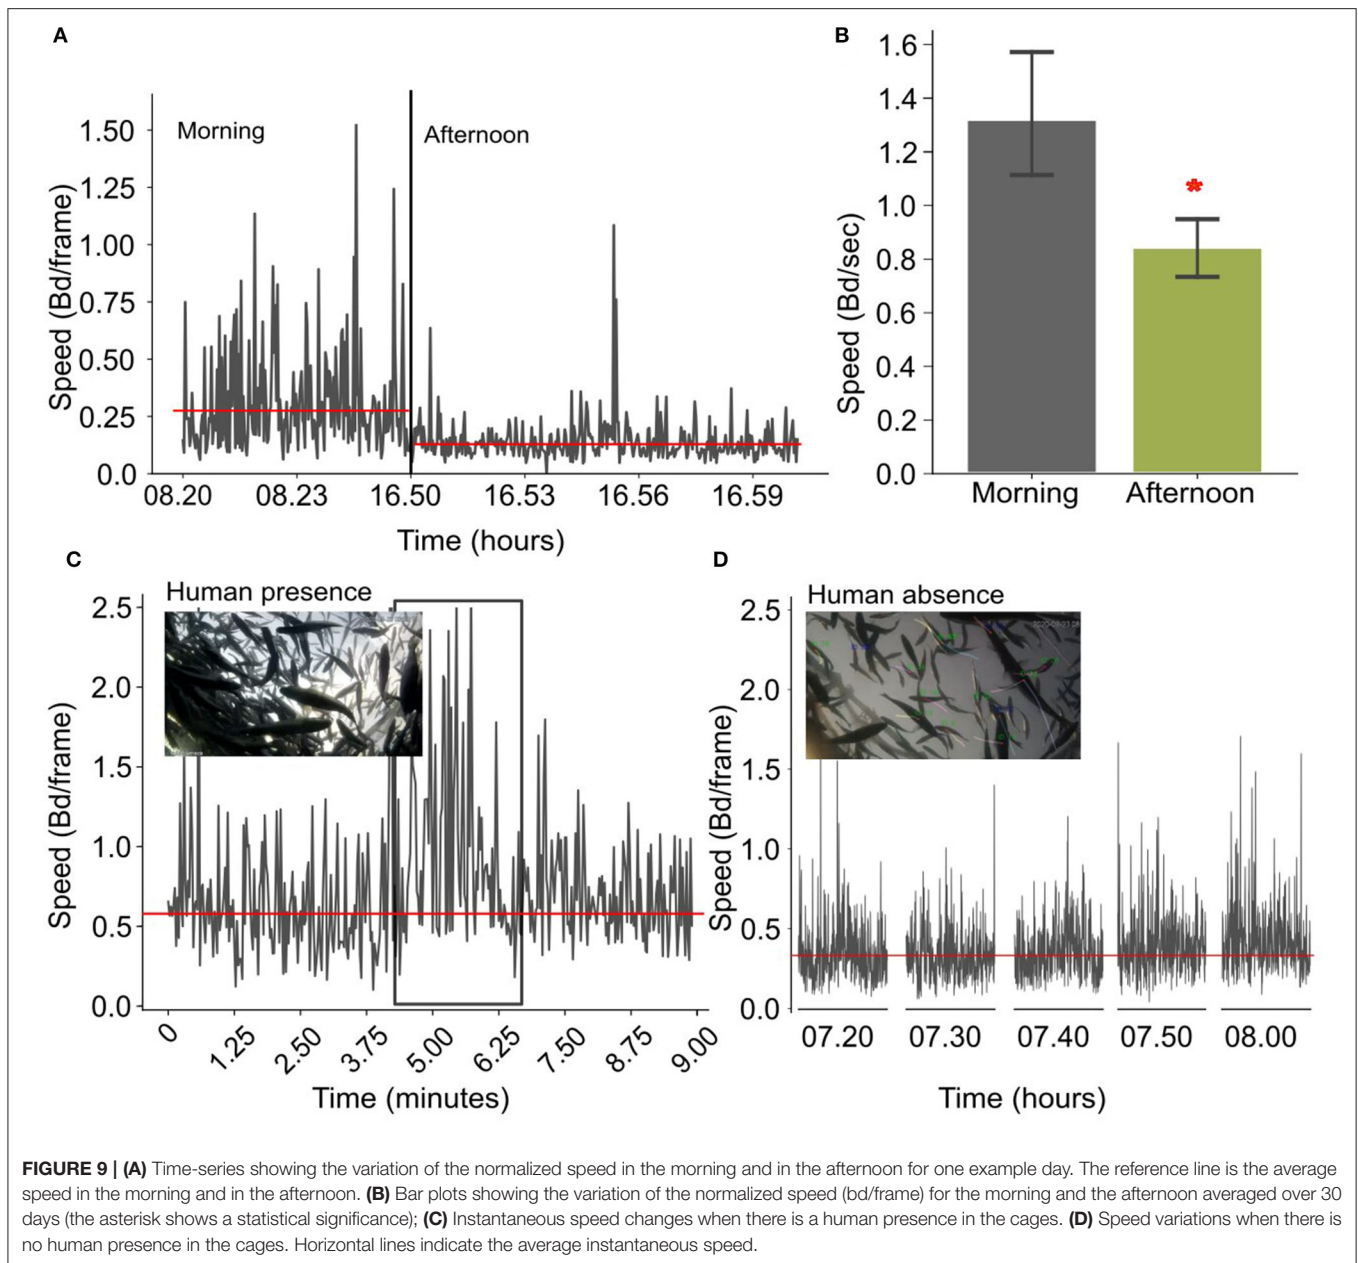 A
Morning
Afternoon
Speed (Bd/frame)
1.50
1.25
1.00
0.75
0.50
0.25
0.0
08.20 08.23 16.50 16.53 16.56 16.59
Time (hours)
B
Speed (Bd/sec)
1.6
1.4
1.2
1.0
0.8
0.6
0.4
0.2
0.0
*
Morning Afternoon
C
Human presence
Speed (Bd/frame)
2.5
2.0
1.5
1.0
0.5
0.0
0 1.25 2.50 3.75 5.00 6.25 7.50 8.75 9.00
Time (minutes)
D
Human absence
Speed (Bd/frame)
2.5
2.0
1.5
1.0
0.5
0.0
07.20 07.30 07.40 07.50 08.00
Time (hours)
FIGURE 9 | (A) Time-series showing the variation of the normalized speed in the morning and in the afternoon for one example day. The reference line is the average
speed in the morning and in the afternoon. (B) Bar plots showing the variation of the normalized speed (bd/frame) for the morning and the afternoon averaged over 30
days (the asterisk shows a statistical significance); (C) Instantaneous speed changes when there is a human presence in the cages. (D) Speed variations when there is
no human presence in the cages. Horizontal lines indicate the average instantaneous speed.